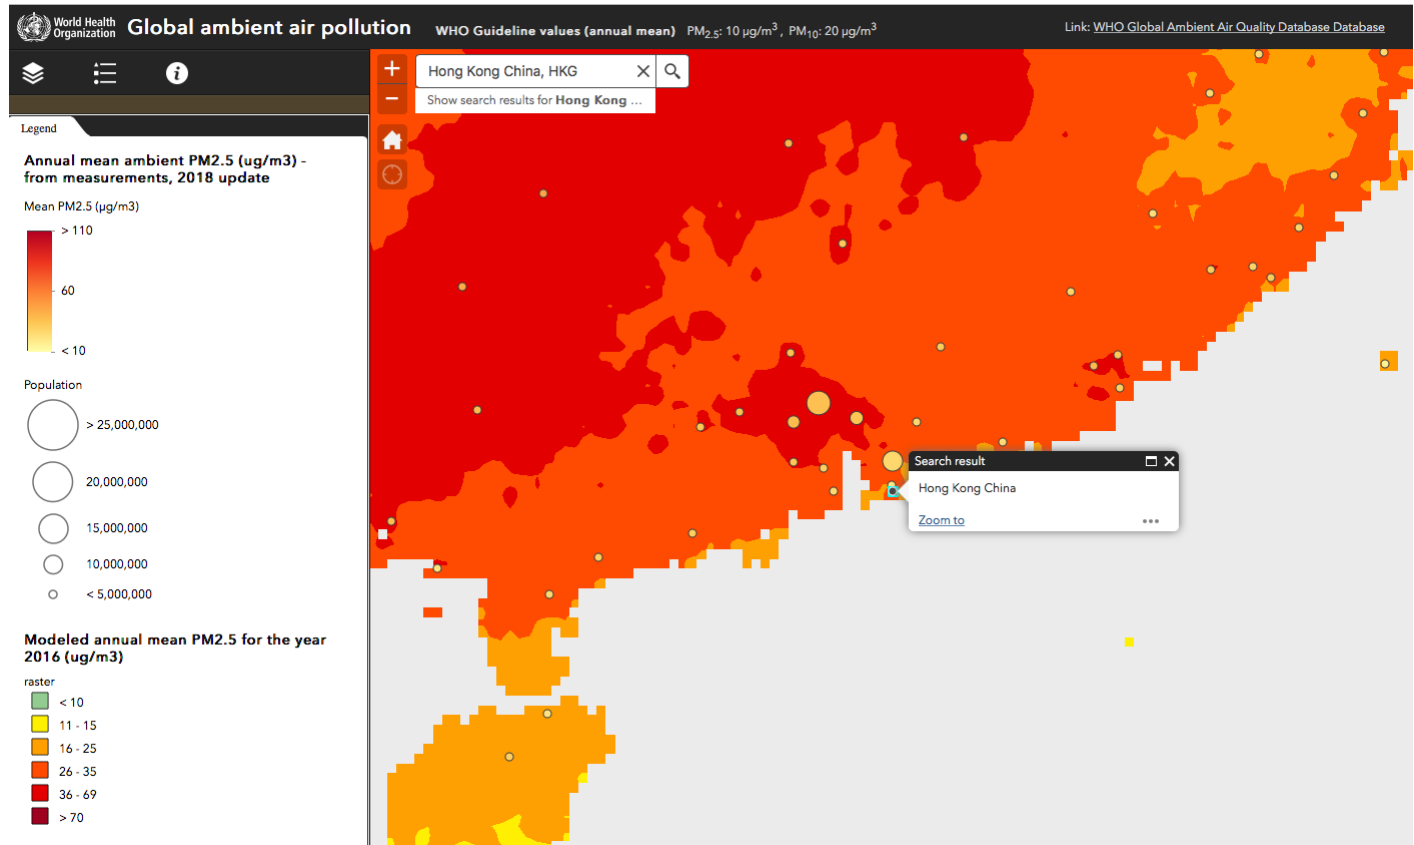 World Health
Organization
Global ambient air pollution
WHO Guideline values (annual mean) PM2.5: 10 µg/m3 , PM10: 20 µg/m3
Link: WHO Global Ambient Air Quality Database Database
Hong Kong China, HKG
Show search results for Hong Kong ...
Legend
Annual mean ambient PM2.5 (ug/m3) -
from measurements, 2018 update
Mean PM2.5 (µg/m3)
> 110
60
< 10
Population
> 25,000,000
20,000,000
15,000,000
10,000,000
< 5,000,000
Modeled annual mean PM2.5 for the year
2016 (ug/m3)
raster
< 10
11 - 15
16 - 25
26 - 35
36 - 69
> 70
Search result
Hong Kong China
Zoom to